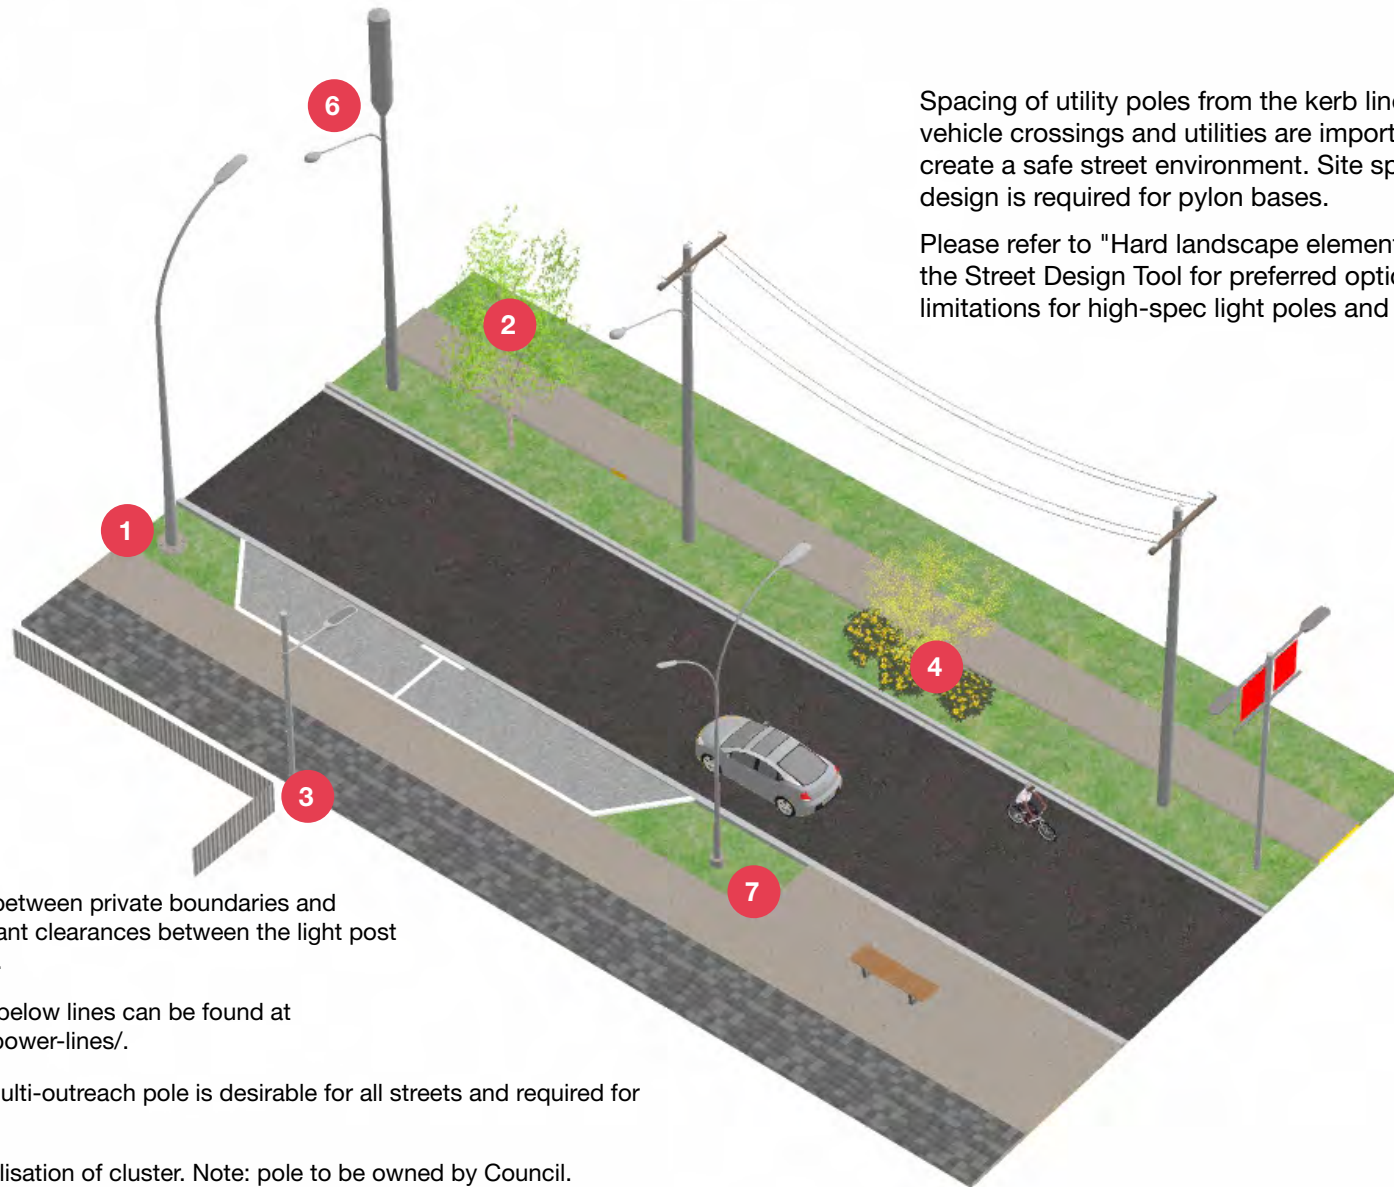 6
Spacing of utility poles from the kerb line
vehicle crossings and utilities are import
create a safe street environment. Site sp
design is required for pylon bases.
Please refer to "Hard landscape element
the Street Design Tool for preferred optic
limitations for high-spec light poles and
2
1
4
3
7
between private boundaries and
ant clearances between the light post
below lines can be found at
power-lines/.
ulti-outreach pole is desirable for all streets and required for
lisation of cluster. Note: pole to be owned by Council.